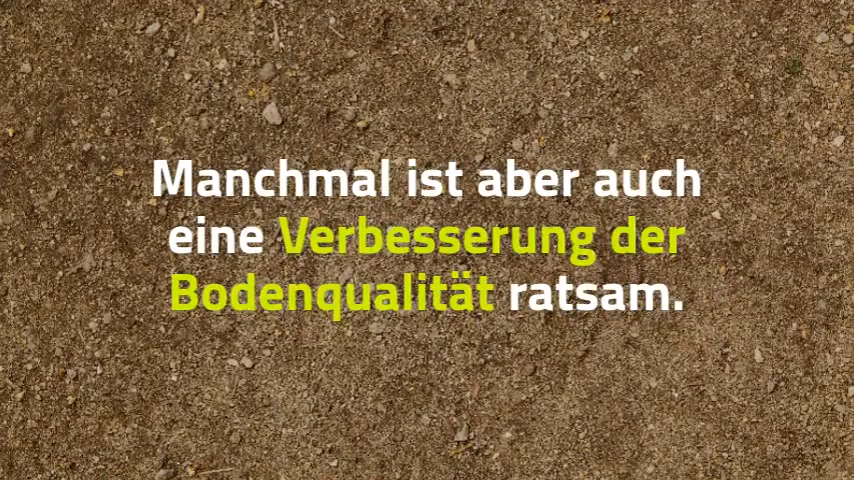 Manchmal ist aber auch
eine Verbesserung der
Bodenqualität ratsam.